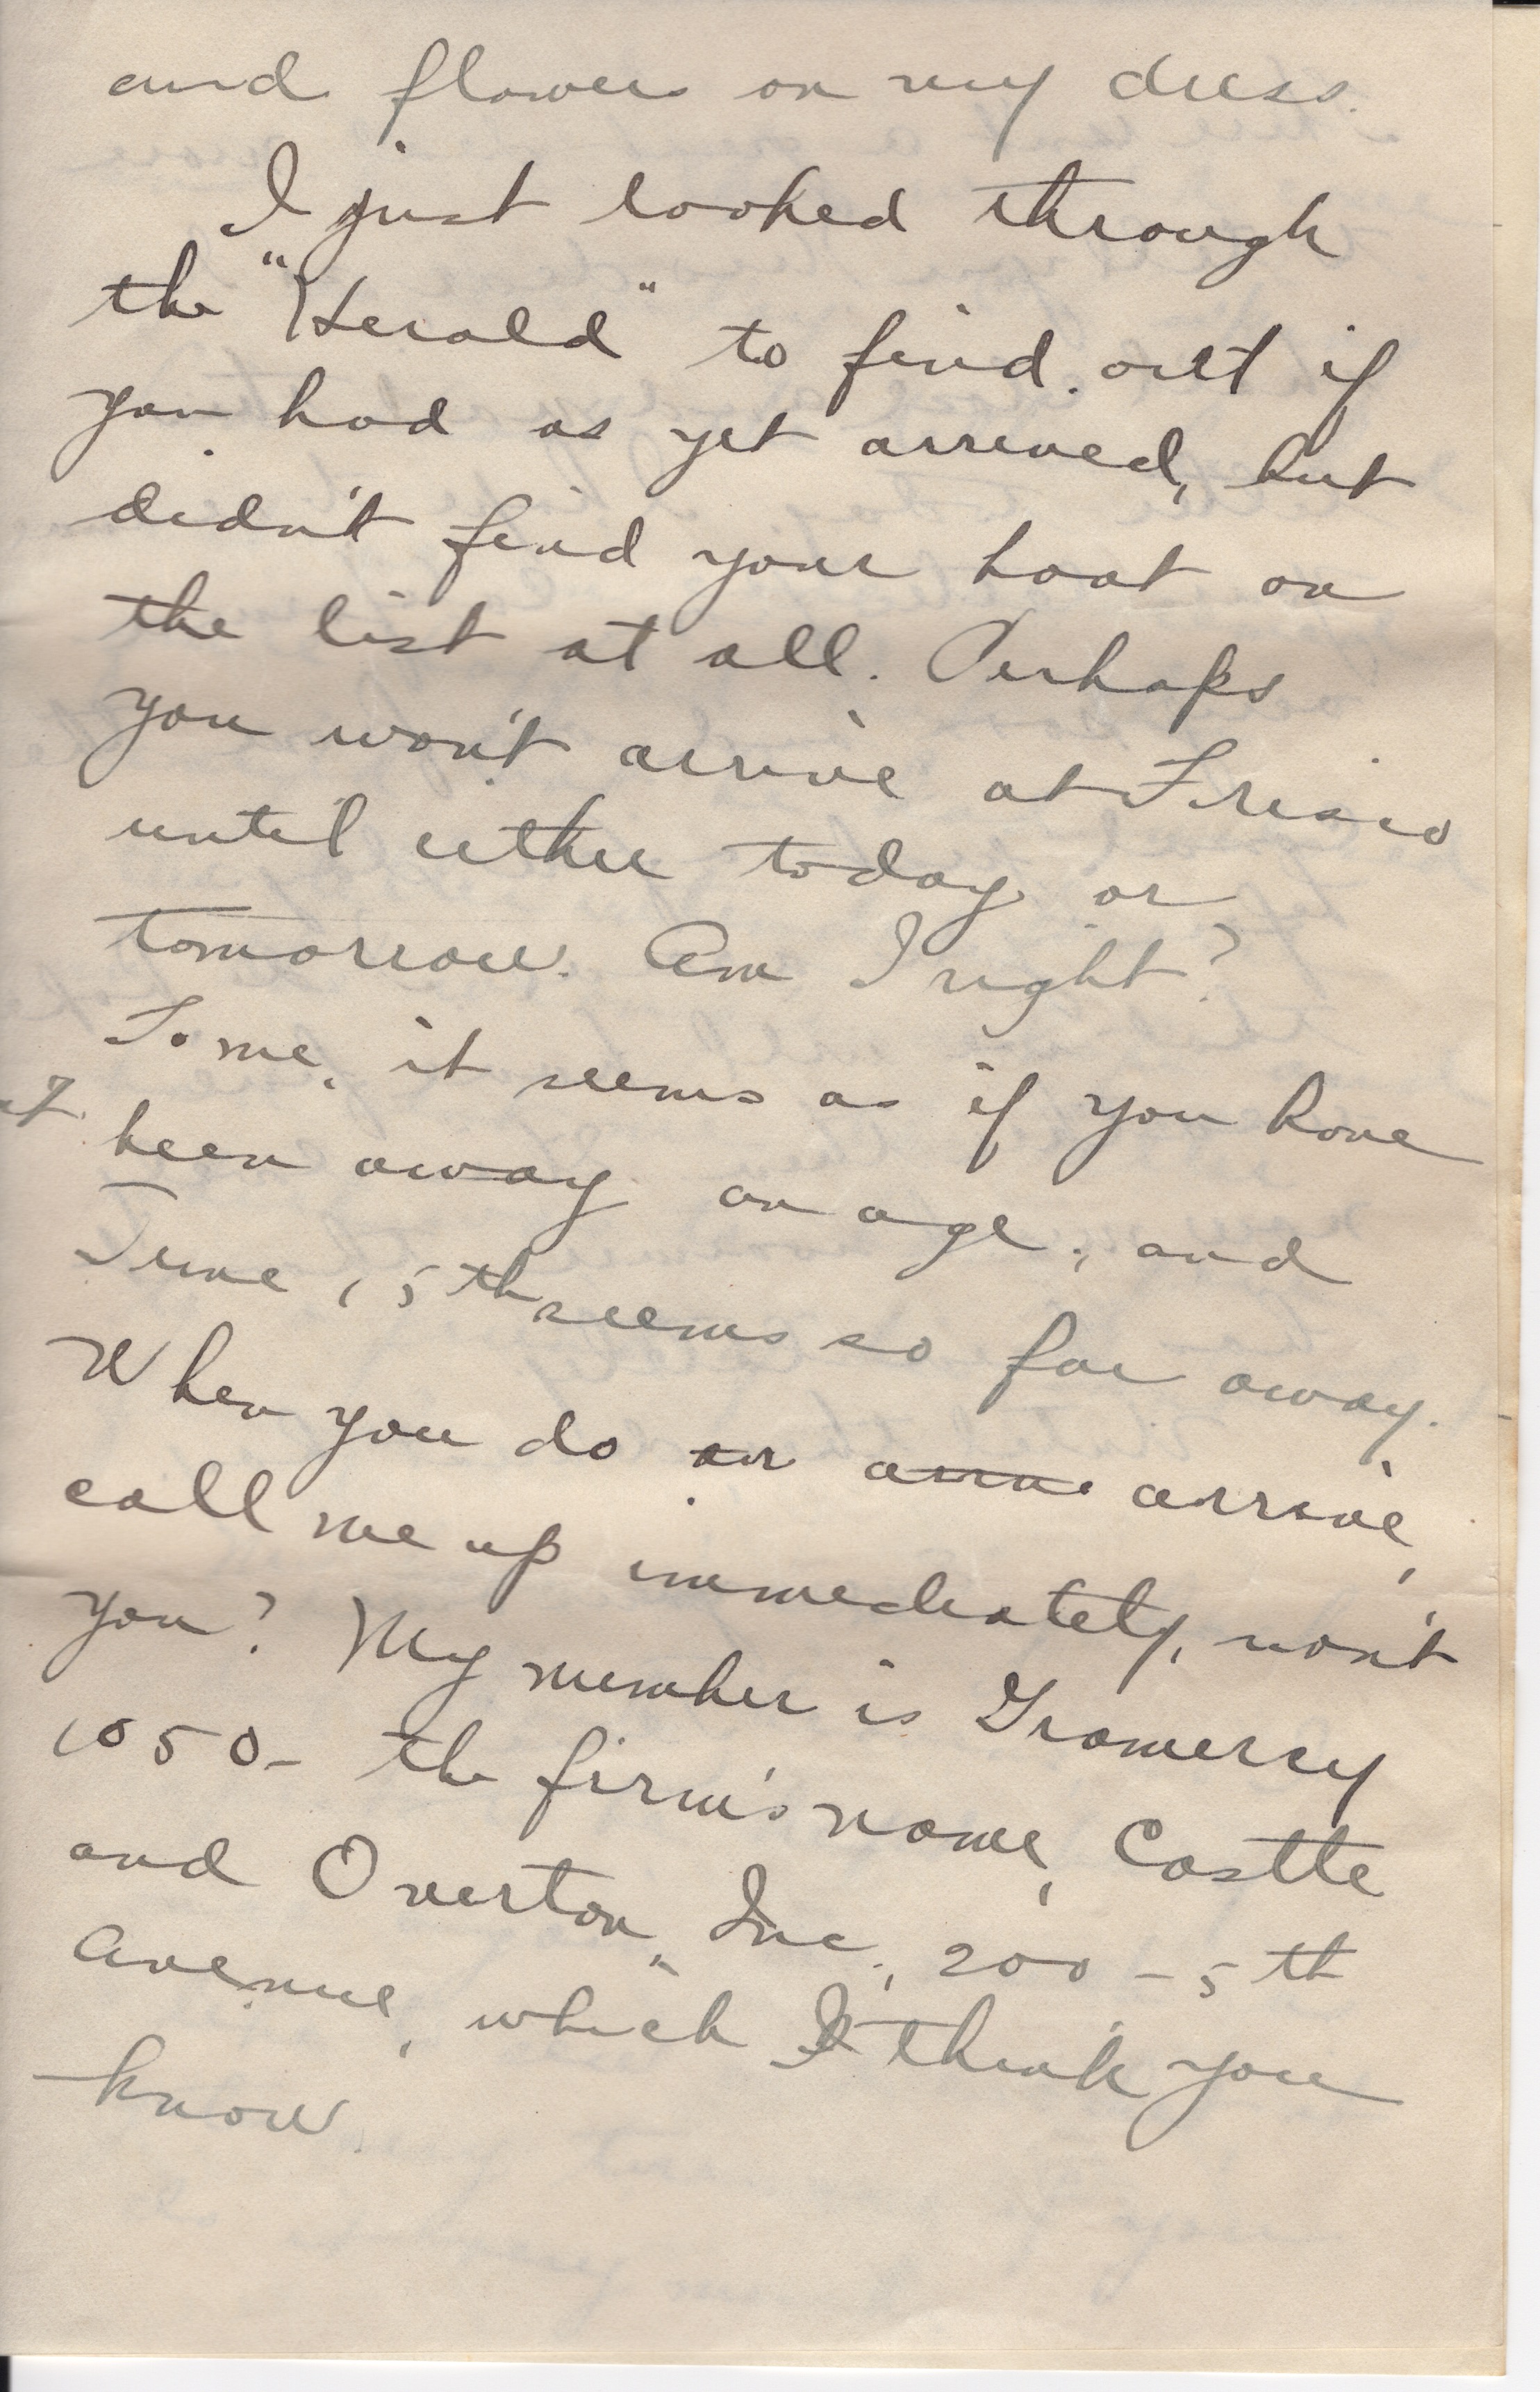 and flowers on my dress.
I just looked through
the "Herald" to find out if
you had as yet arrived, but
didn't find your boat on
the list at all. Perhaps
you won't arrive at Frisco
until either today or
tomorrow. Am I right?
To me, it seems as if you have
been away an age, and
June 15th seems so far away.
When you do ar arrive arrive,
call me up immediately, won't
you? My member is Gramercy
1050 - the firm's name, Castle
and Overton, Inc., 200 - 5th
Avenue, which I think you
know.